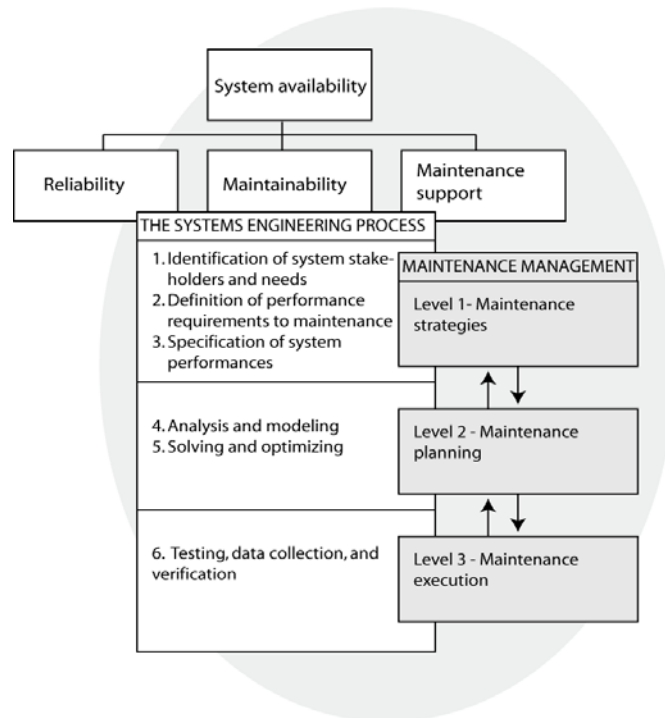 System availability
Reliability
Maintainability
Maintenance
support
THE SYSTEMS ENGINEERING PROCESS
1. Identification of system stake-
holders and needs
2. Definition of performance
requirements to maintenance
3. Specification of system
performances
4. Analysis and modeling
5. Solving and optimizing
6. Testing, data collection, and
verification
MAINTENANCE MANAGEMENT
Level 1- Maintenance
strategies
Level 2 - Maintenance
planning
Level 3 - Maintenance
execution